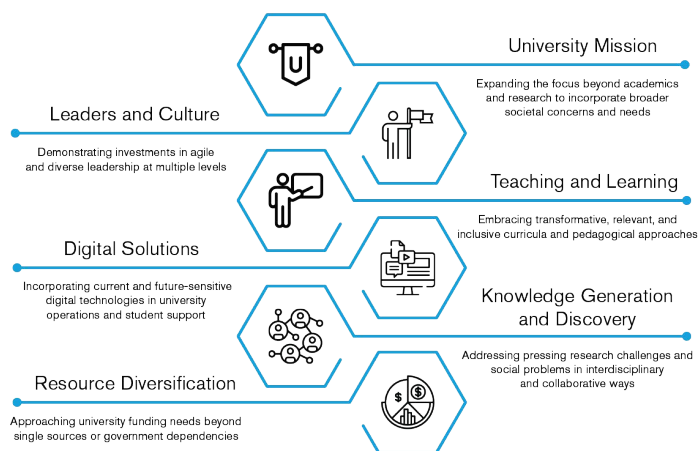 U
University Mission
Expanding the focus beyond academics
and research to incorporate broader
societal concerns and needs
Leaders and Culture
Demonstrating investments in agile
and diverse leadership at multiple levels
Teaching and Learning
Embracing transformative, relevant, and
inclusive curricula and pedagogical approaches
Digital Solutions
Incorporating current and future-sensitive
digital technologies in university
operations and student support
Knowledge Generation
and Discovery
Addressing pressing research challenges and
social problems in interdisciplinary
and collaborative ways
Resource Diversification
Approaching university funding needs beyond
single sources or government dependencies
$ $